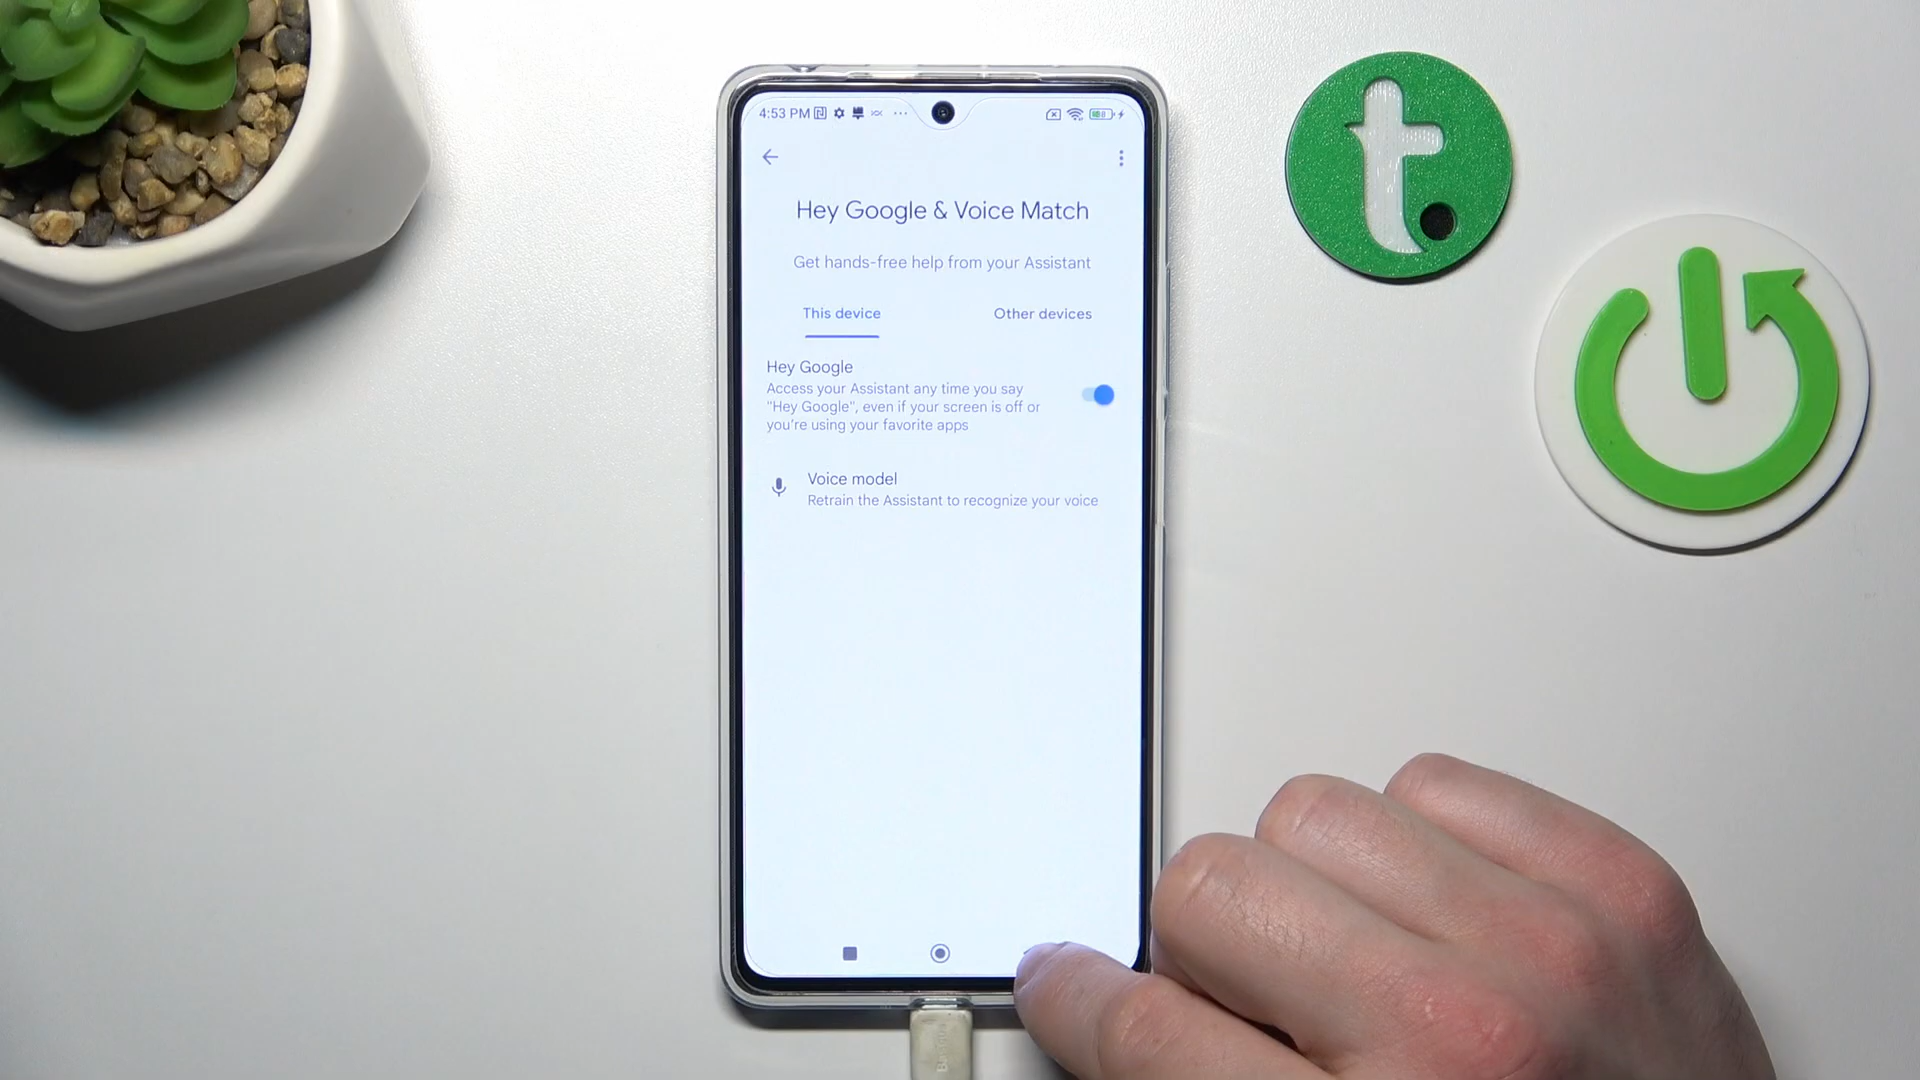 4:53 PM
Hey Google & Voice Match
Get hands-free help from your Assistant
This device
Other devices
Hey Google
Access your Assistant any time you say
"Hey Google", even if your screen is off or
you're using your favorite apps
Voice model
Retrain the Assistant to recognize your voice
t.